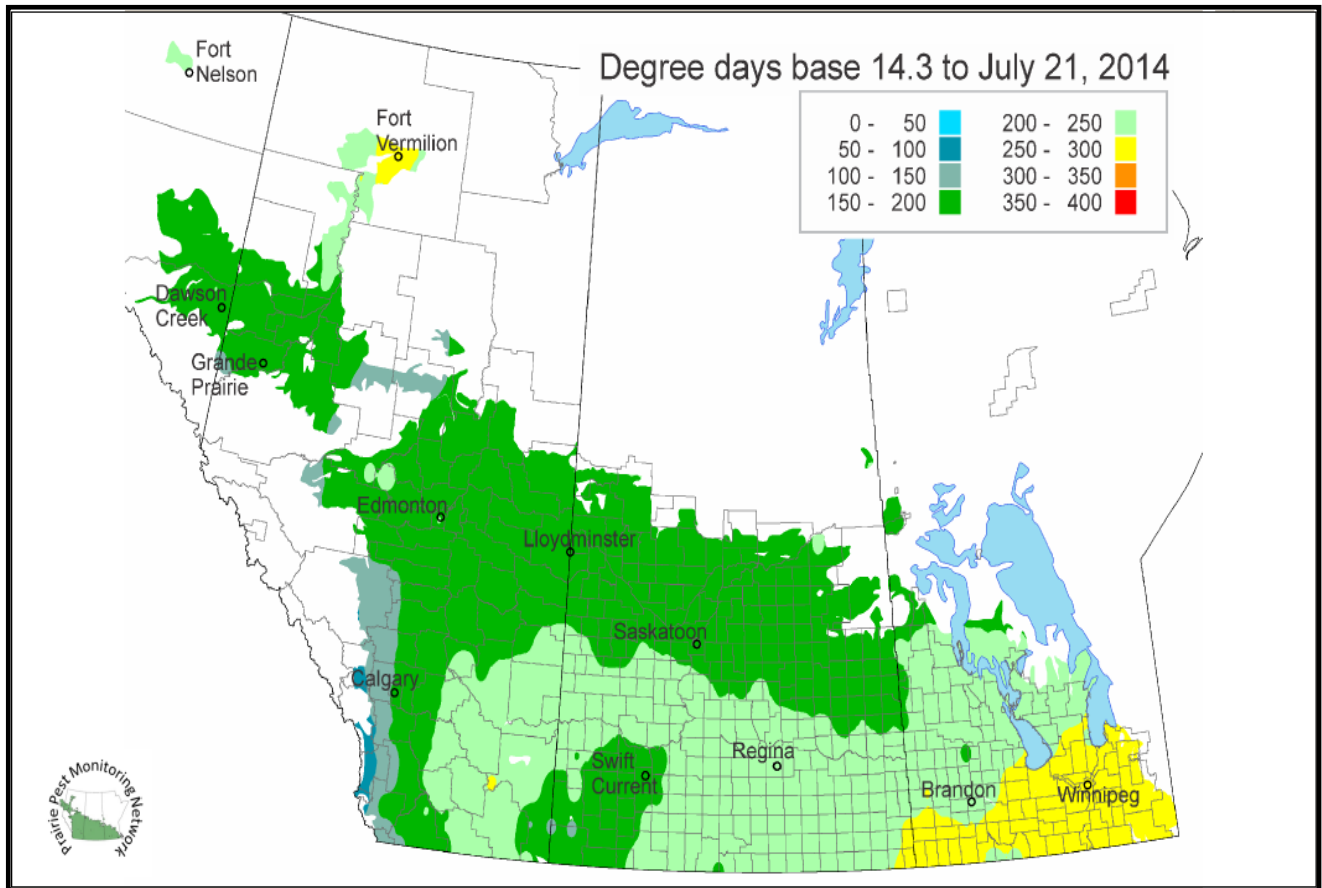 Degree days base 14.3 to July 21, 2014
0 - 50
50 - 100
100 - 150
150 - 200
200 - 250
250 - 300
300 - 350
350 - 400
Fort
Nelson
Fort
Vermilion
Dawson
Creek
Grande
Prairie
Edmonton
Lloydminster
Saskatoon
Calgary
Swift
Current
Regina
Brandon
Winnipeg
Prairie Pest Monitoring Network